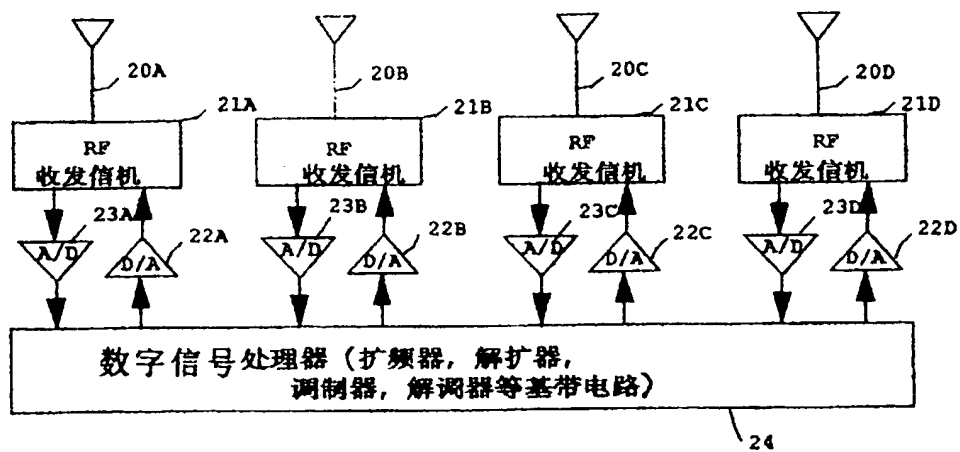 20A 20B 20C 20D
21A 21B 21C 21D
RF RF RF RF
收发信机 收发信机 收发信机 收发信机
23A 23B 23C 23D
22A 22B 22C 22D
A/D A/D A/D A/D
D/A D/A D/A D/A
数字信号处理器(扩频器,解扩器,
调制器,解调器等基带电路)
24